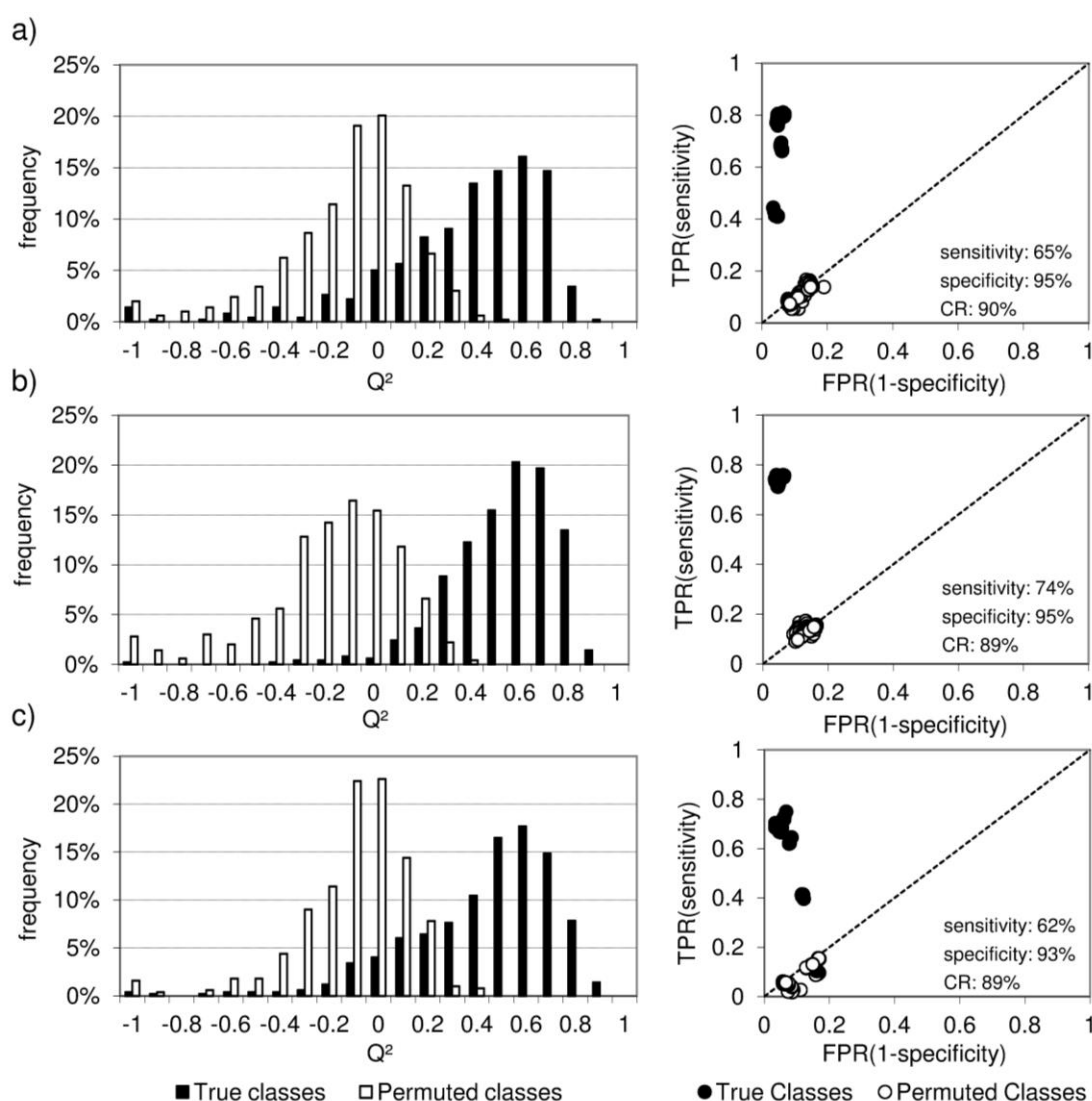 a)
25%
20%
15%
10%
5%
0%
frequency
-1 -0.8 -0.6 -0.4 -0.2 0 0.2 0.4 0.6 0.8 1
Q²
1
0.8
0.6
0.4
0.2
0
TPR(sensitivity)
sensitivity: 65%
specificity: 95%
CR: 90%
0 0.2 0.4 0.6 0.8 1
FPR(1-specificity)
b)
25%
20%
15%
10%
5%
0%
frequency
-1 -0.8 -0.6 -0.4 -0.2 0 0.2 0.4 0.6 0.8 1
Q²
1
0.8
0.6
0.4
0.2
0
TPR(sensitivity)
sensitivity: 74%
specificity: 95%
CR: 89%
0 0.2 0.4 0.6 0.8 1
FPR(1-specificity)
c)
25%
20%
15%
10%
5%
0%
frequency
-1 -0.8 -0.6 -0.4 -0.2 0 0.2 0.4 0.6 0.8 1
Q²
1
0.8
0.6
0.4
0.2
0
TPR(sensitivity)
sensitivity: 62%
specificity: 93%
CR: 89%
0 0.2 0.4 0.6 0.8 1
FPR(1-specificity)
True classes Permuted classes
True Classes Permuted Classes